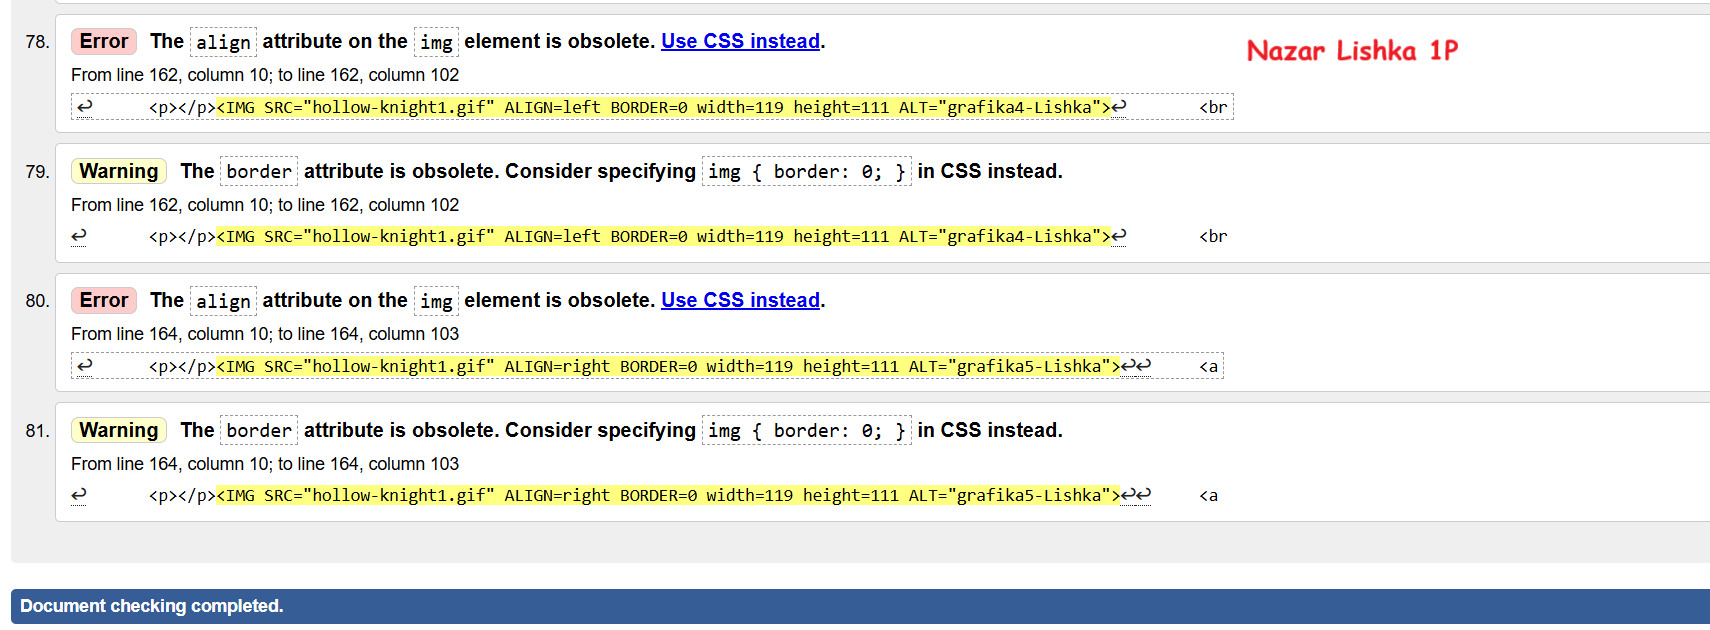 78. Error The align attribute on the img element is obsolete. Use CSS instead.
Nazar Lishka 1P
From line 162, column 10; to line 162, column 102
↩ <p></p><IMG SRC="hollow-knight1.gif" ALIGN=left BORDER=0 width=119 height=111 ALT="grafika4-Lishka">↩ <br
79. Warning The border attribute is obsolete. Consider specifying img { border: 0; } in CSS instead.
From line 162, column 10; to line 162, column 102
↩ <p></p><IMG SRC="hollow-knight1.gif" ALIGN=left BORDER=0 width=119 height=111 ALT="grafika4-Lishka">↩ <br
80. Error The align attribute on the img element is obsolete. Use CSS instead.
From line 164, column 10; to line 164, column 103
↩ <p></p><IMG SRC="hollow-knight1.gif" ALIGN=right BORDER=0 width=119 height=111 ALT="grafika5-Lishka">↩↩ <a
81. Warning The border attribute is obsolete. Consider specifying img { border: 0; } in CSS instead.
From line 164, column 10; to line 164, column 103
↩ <p></p><IMG SRC="hollow-knight1.gif" ALIGN=right BORDER=0 width=119 height=111 ALT="grafika5-Lishka">↩↩ <a
Document checking completed.